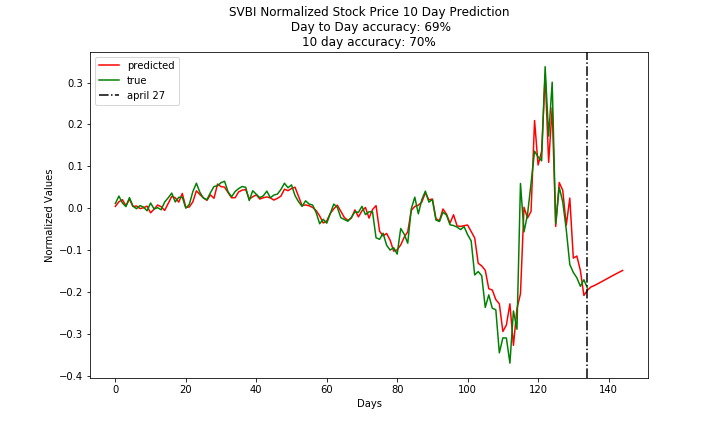 SVBI Normalized Stock Price 10 Day Prediction
Day to Day accuracy: 69%
10 day accuracy: 70%
predicted
true
april 27
Normalized Values
0.3
0.2
0.1
0.0
−0.1
−0.2
−0.3
−0.4
0 20 40 60 80 100 120 140
Days